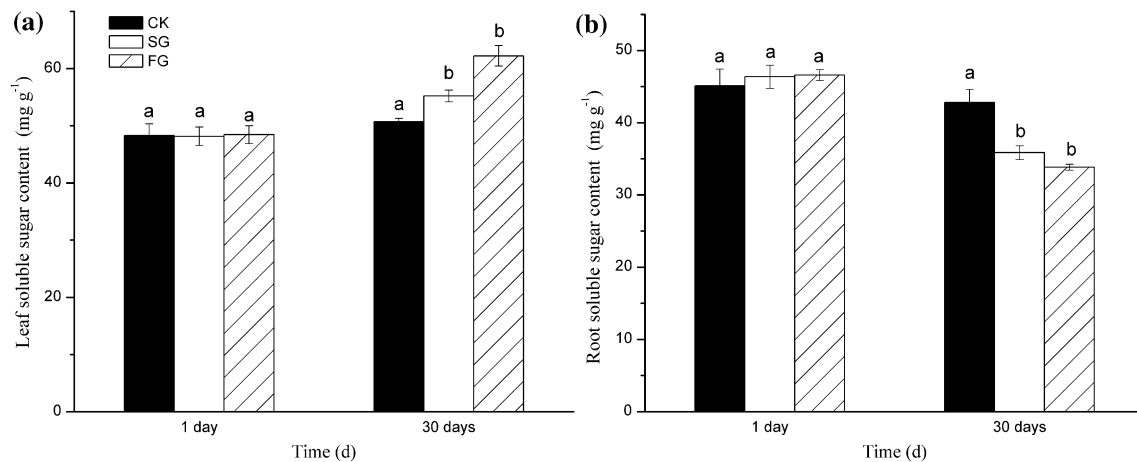 (a)
CK
SG
FG
Leaf soluble sugar content (mg g⁻¹)
60
40
20
0
a a a
a b b
1 day 30 days
Time (d)
(b)
Root soluble sugar content (mg g⁻¹)
50
40
30
20
10
0
a a a
a b b
1 day 30 days
Time (d)